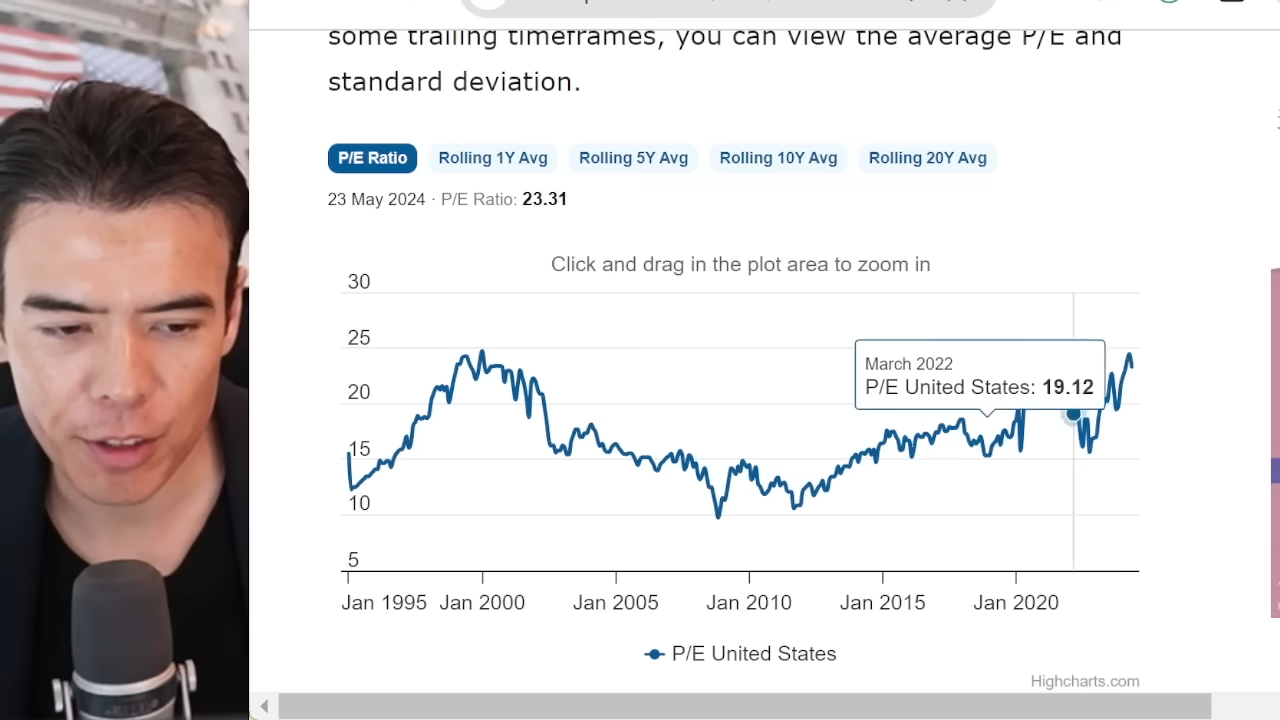 some trailing timeframes, you can view the average P/E and
standard deviation.
P/E Ratio Rolling 1Y Avg Rolling 5Y Avg Rolling 10Y Avg Rolling 20Y Avg
23 May 2024 · P/E Ratio: 23.31
Click and drag in the plot area to zoom in
30
25
20
15
10
5
March 2022
P/E United States: 19.12
Jan 1995 Jan 2000 Jan 2005 Jan 2010 Jan 2015 Jan 2020
P/E United States
Highcharts.com